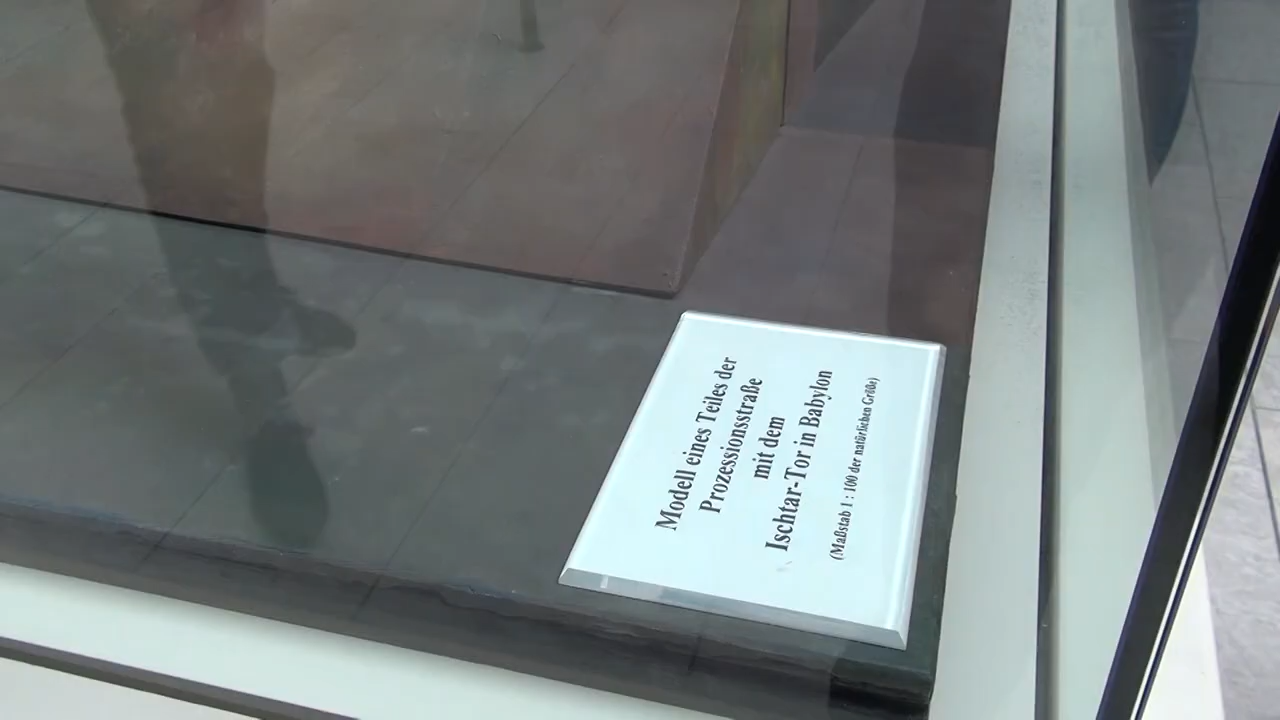 Modell eines Teiles der
Prozessionsstraße
mit dem
Ischtar-Tor in Babylon
(Maßstab 1 : 100 der natürlichen Größe)